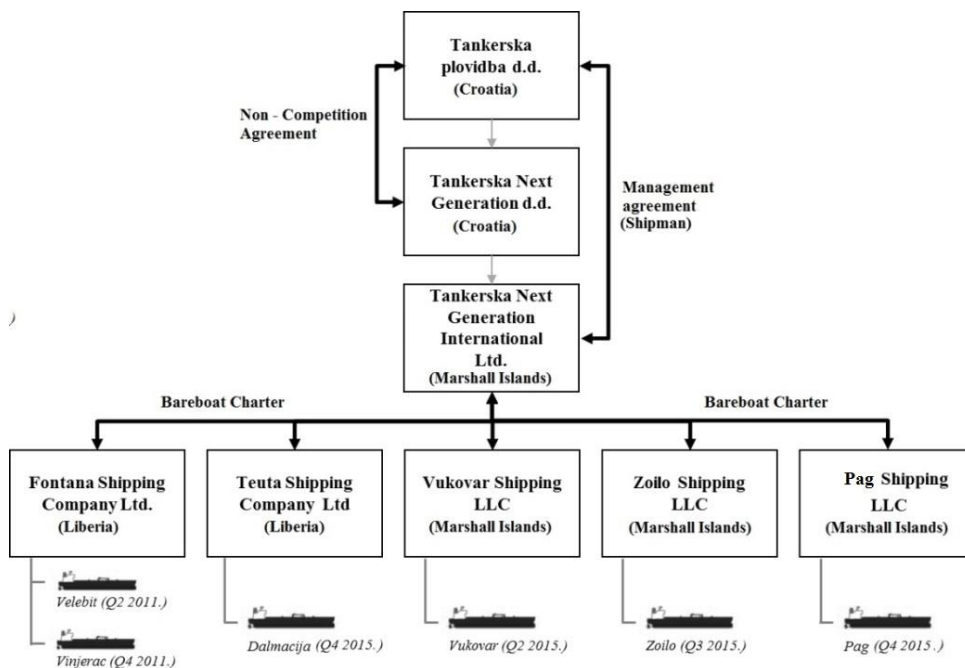 Tankerska
plovidba d.d.
(Croatia)
Non - Competition
Agreement
Tankerska Next
Generation d.d.
(Croatia)
Management
agreement
(Shipman)
)
Tankerska Next
Generation
International
Ltd.
(Marshall Islands)
Bareboat Charter
Bareboat Charter
Fontana Shipping
Company Ltd.
(Liberia)
Teuta Shipping
Company Ltd
(Liberia)
Vukovar Shipping
LLC
(Marshall Islands)
Zoilo Shipping
LLC
(Marshall Islands)
Pag Shipping
LLC
(Marshall Islands)
Velebit (Q2 2011.)
Vinjerac (Q4 2011.)
Dalmacija (Q4 2015.)
Vukovar (Q2 2015.)
Zoilo (Q3 2015.)
Pag (Q4 2015.)